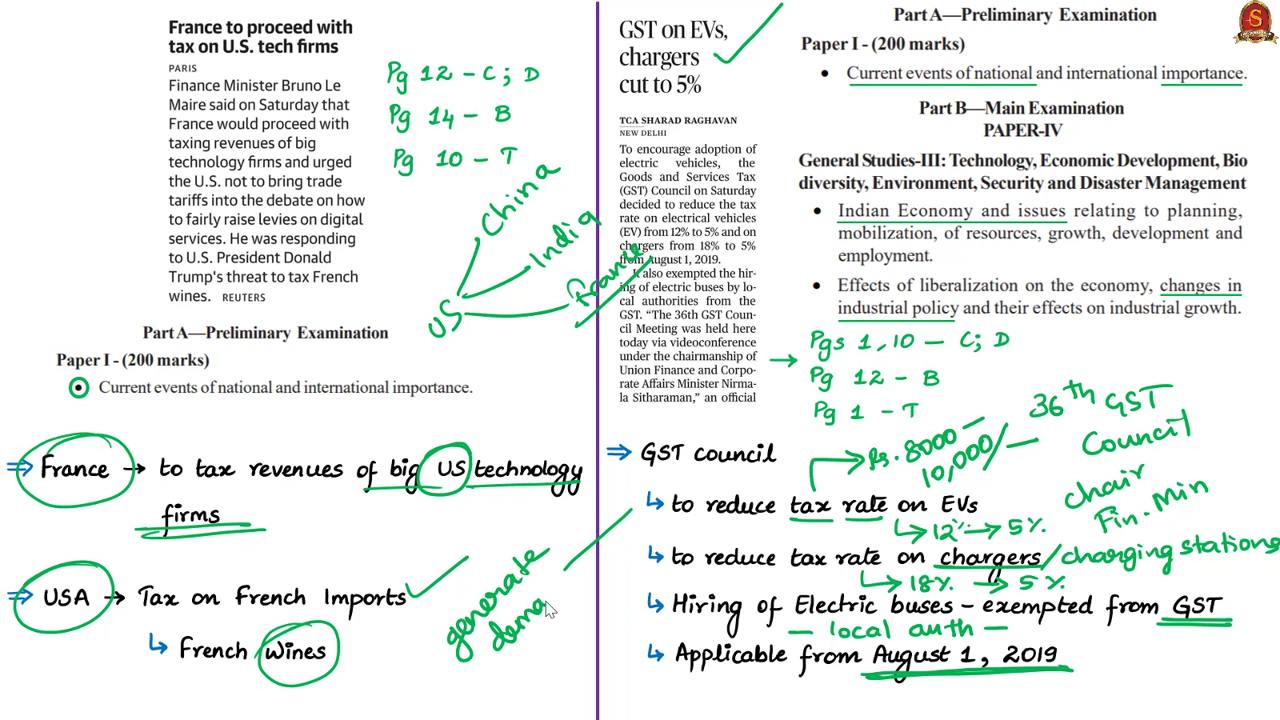 France to proceed with
tax on U.S. tech firms
PARIS
Finance Minister Bruno Le
Maire said on Saturday that
France would proceed with
taxing revenues of big
technology firms and urged
the U.S. not to bring trade
tariffs into the debate on how
to fairly raise levies on digital
services. He was responding
to U.S. President Donald
Trump's threat to tax French
wines. REUTERS
Pg 12 - C; D
Pg 14 - B
Pg 10 - T
US
China
India
France
Part A—Preliminary Examination
Paper I - (200 marks)
Current events of national and international importance.
⇒ France → to tax revenues of big US technology
firms
⇒ USA → Tax on French Imports
↳ French Wines
generate
dema
GST on EVs,
chargers
cut to 5%
TCA SHARAD RAGHAVAN
NEW DELHI
To encourage adoption of
electric vehicles, the
Goods and Services Tax
(GST) Council on Saturday
decided to reduce the tax
rate on electrical vehicles
(EV) from 12% to 5% and on
chargers from 18% to 5%
from August 1, 2019.
It also exempted the hir-
ing of electric buses by lo-
cal authorities from the
GST. “The 36th GST Coun-
cil Meeting was held here
today via videoconference
under the chairmanship of
Union Finance and Corpo-
rate Affairs Minister Nirma-
la Sitharaman,” an official
Part A—Preliminary Examination
Paper I - (200 marks)
• Current events of national and international importance.
Part B—Main Examination
PAPER-IV
General Studies-III: Technology, Economic Development, Bio
diversity, Environment, Security and Disaster Management
• Indian Economy and issues relating to planning,
mobilization, of resources, growth, development and
employment.
• Effects of liberalization on the economy, changes in
industrial policy and their effects on industrial growth.
→ Pgs 1, 10 - C; D
Pg 12 - B
Pg 1 - T
⇒ GST council
→ Rs. 8000 -
10,000/-
36th GST
Council
chair
Fin. Min
↳ to reduce tax rate on EVs
↳ 12% → 5%
↳ to reduce tax rate on chargers/charging stations
↳ 18% → 5%
↳ Hiring of Electric buses - exempted from GST
- local auth -
↳ Applicable from August 1, 2019